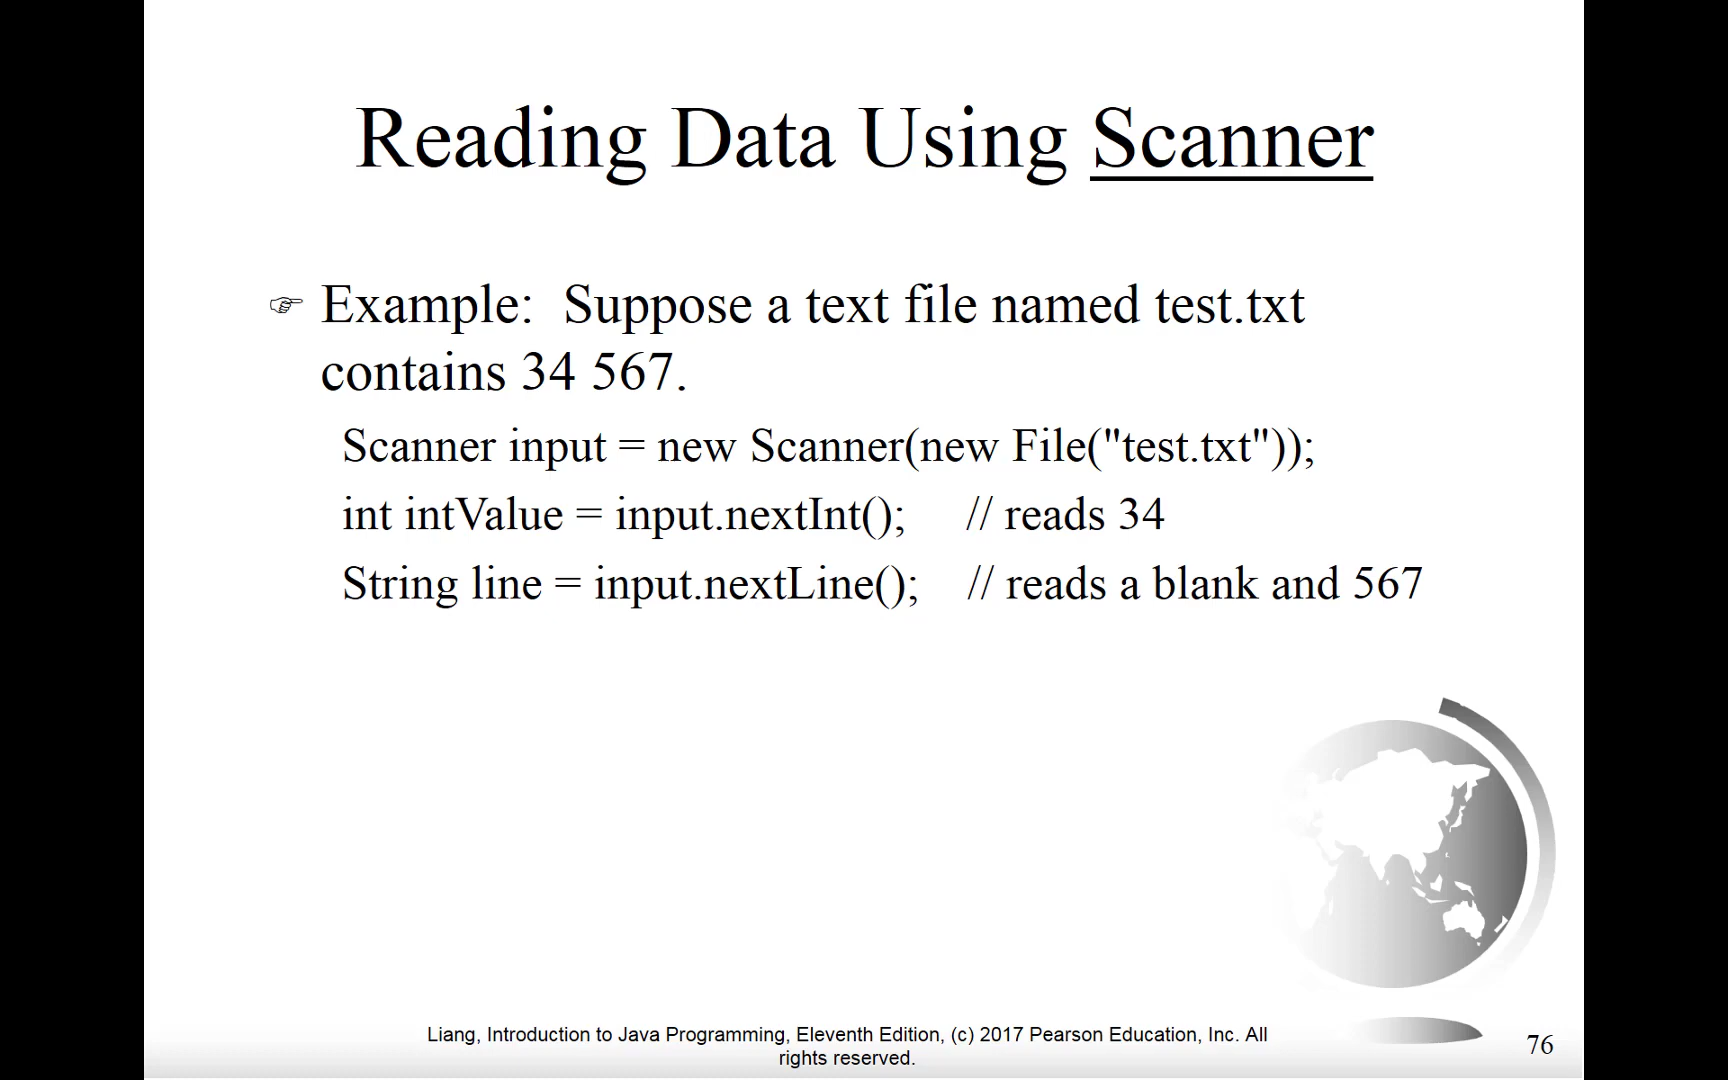 Reading Data Using Scanner
☞ Example:  Suppose a text file named test.txt
contains 34 567.
Scanner input = new Scanner(new File("test.txt"));
int intValue = input.nextInt();     // reads 34
String line = input.nextLine();    // reads a blank and 567
Liang, Introduction to Java Programming, Eleventh Edition, (c) 2017 Pearson Education, Inc. All
rights reserved.
76